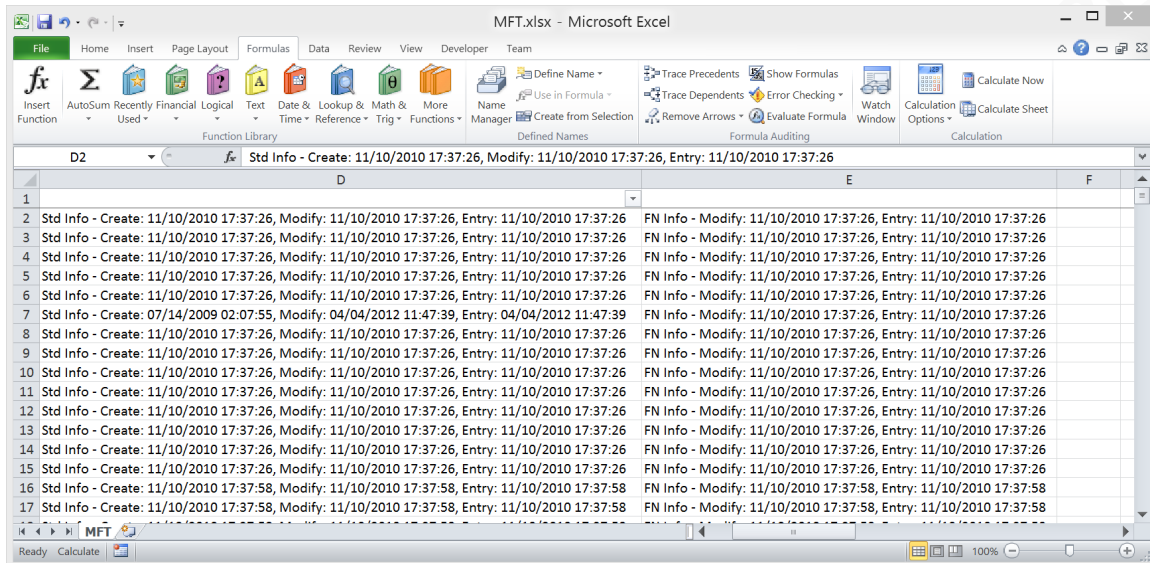 MFT.xlsx - Microsoft Excel
File Home Insert Page Layout Formulas Data Review View Developer Team
Insert Function
AutoSum
Recently Used
Financial
Logical
Text
Date & Time
Lookup & Reference
Math & Trig
More Functions
Function Library
Name Manager
Define Name
Use in Formula
Create from Selection
Defined Names
Trace Precedents Show Formulas
Trace Dependents Error Checking
Remove Arrows Evaluate Formula
Watch Window
Formula Auditing
Calculation Options
Calculate Now
Calculate Sheet
Calculation
D2 fx Std Info - Create: 11/10/2010 17:37:26, Modify: 11/10/2010 17:37:26, Entry: 11/10/2010 17:37:26
D E F
1
2 Std Info - Create: 11/10/2010 17:37:26, Modify: 11/10/2010 17:37:26, Entry: 11/10/2010 17:37:26 FN Info - Modify: 11/10/2010 17:37:26, Entry: 11/10/2010 17:37:26
3 Std Info - Create: 11/10/2010 17:37:26, Modify: 11/10/2010 17:37:26, Entry: 11/10/2010 17:37:26 FN Info - Modify: 11/10/2010 17:37:26, Entry: 11/10/2010 17:37:26
4 Std Info - Create: 11/10/2010 17:37:26, Modify: 11/10/2010 17:37:26, Entry: 11/10/2010 17:37:26 FN Info - Modify: 11/10/2010 17:37:26, Entry: 11/10/2010 17:37:26
5 Std Info - Create: 11/10/2010 17:37:26, Modify: 11/10/2010 17:37:26, Entry: 11/10/2010 17:37:26 FN Info - Modify: 11/10/2010 17:37:26, Entry: 11/10/2010 17:37:26
6 Std Info - Create: 11/10/2010 17:37:26, Modify: 11/10/2010 17:37:26, Entry: 11/10/2010 17:37:26 FN Info - Modify: 11/10/2010 17:37:26, Entry: 11/10/2010 17:37:26
7 Std Info - Create: 07/14/2009 02:07:55, Modify: 04/04/2012 11:47:39, Entry: 04/04/2012 11:47:39 FN Info - Modify: 11/10/2010 17:37:26, Entry: 11/10/2010 17:37:26
8 Std Info - Create: 11/10/2010 17:37:26, Modify: 11/10/2010 17:37:26, Entry: 11/10/2010 17:37:26 FN Info - Modify: 11/10/2010 17:37:26, Entry: 11/10/2010 17:37:26
9 Std Info - Create: 11/10/2010 17:37:26, Modify: 11/10/2010 17:37:26, Entry: 11/10/2010 17:37:26 FN Info - Modify: 11/10/2010 17:37:26, Entry: 11/10/2010 17:37:26
10 Std Info - Create: 11/10/2010 17:37:26, Modify: 11/10/2010 17:37:26, Entry: 11/10/2010 17:37:26 FN Info - Modify: 11/10/2010 17:37:26, Entry: 11/10/2010 17:37:26
11 Std Info - Create: 11/10/2010 17:37:26, Modify: 11/10/2010 17:37:26, Entry: 11/10/2010 17:37:26 FN Info - Modify: 11/10/2010 17:37:26, Entry: 11/10/2010 17:37:26
12 Std Info - Create: 11/10/2010 17:37:26, Modify: 11/10/2010 17:37:26, Entry: 11/10/2010 17:37:26 FN Info - Modify: 11/10/2010 17:37:26, Entry: 11/10/2010 17:37:26
13 Std Info - Create: 11/10/2010 17:37:26, Modify: 11/10/2010 17:37:26, Entry: 11/10/2010 17:37:26 FN Info - Modify: 11/10/2010 17:37:26, Entry: 11/10/2010 17:37:26
14 Std Info - Create: 11/10/2010 17:37:26, Modify: 11/10/2010 17:37:26, Entry: 11/10/2010 17:37:26 FN Info - Modify: 11/10/2010 17:37:26, Entry: 11/10/2010 17:37:26
15 Std Info - Create: 11/10/2010 17:37:26, Modify: 11/10/2010 17:37:26, Entry: 11/10/2010 17:37:26 FN Info - Modify: 11/10/2010 17:37:26, Entry: 11/10/2010 17:37:26
16 Std Info - Create: 11/10/2010 17:37:58, Modify: 11/10/2010 17:37:58, Entry: 11/10/2010 17:37:58 FN Info - Modify: 11/10/2010 17:37:58, Entry: 11/10/2010 17:37:58
17 Std Info - Create: 11/10/2010 17:37:58, Modify: 11/10/2010 17:37:58, Entry: 11/10/2010 17:37:58 FN Info - Modify: 11/10/2010 17:37:58, Entry: 11/10/2010 17:37:58
MFT
Ready Calculate 100%